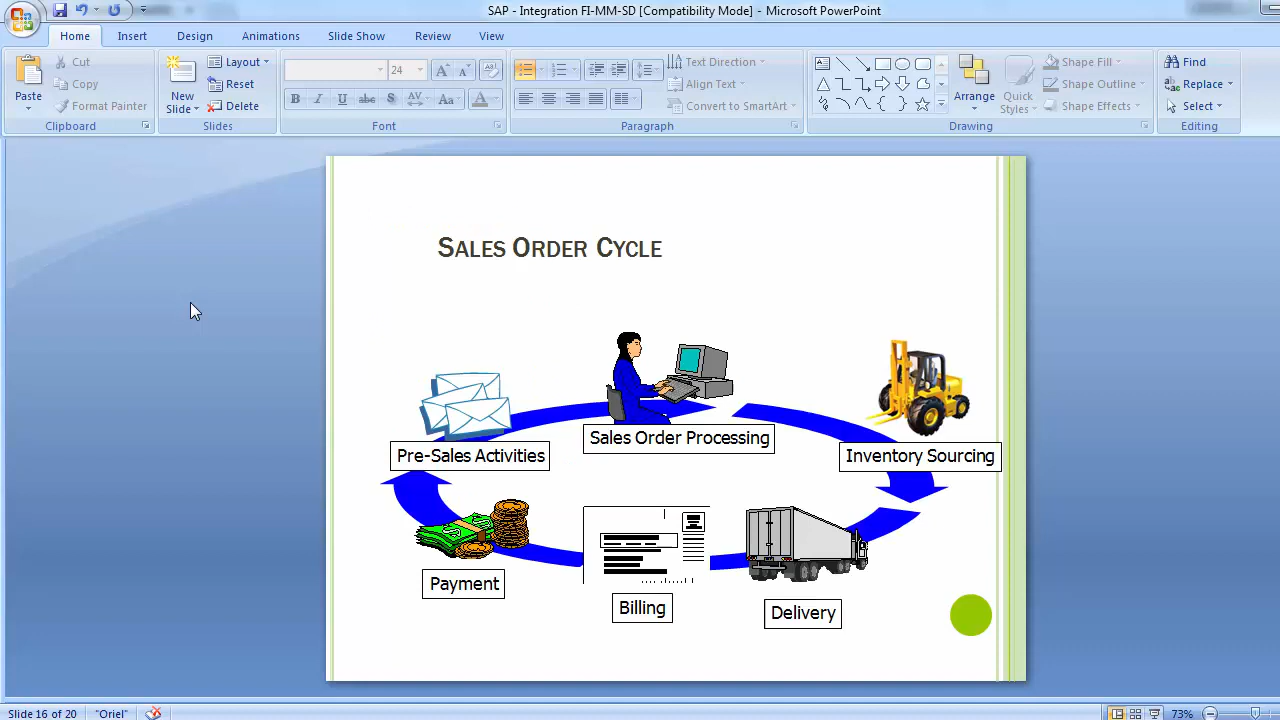 SAP - Integration FI-MM-SD [Compatibility Mode] - Microsoft PowerPoint
Home Insert Design Animations Slide Show Review View
Paste
Cut
Copy
Format Painter
Clipboard
New Slide
Layout
Reset
Delete
Slides
24
B I U abc S AV Aa A
Font
Text Direction
Align Text
Convert to SmartArt
Paragraph
Arrange
Quick Styles
Shape Fill
Shape Outline
Shape Effects
Drawing
Find
Replace
Select
Editing
SALES ORDER CYCLE
Pre-Sales Activities
Sales Order Processing
Inventory Sourcing
Payment
Billing
Delivery
Slide 16 of 20 "Oriel" 73%